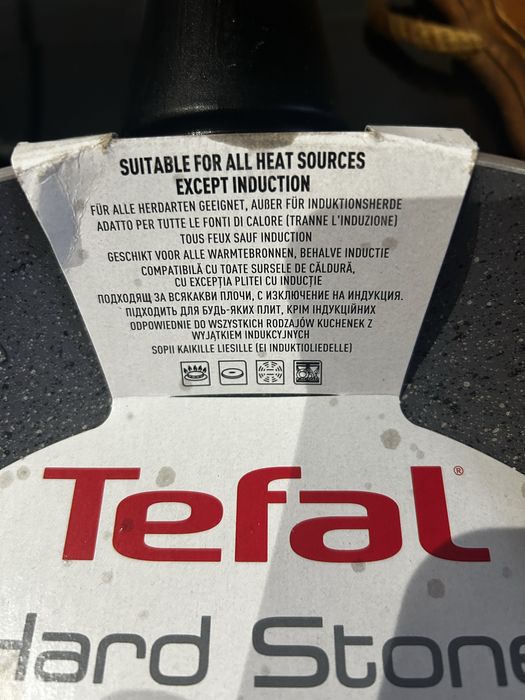 SUITABLE FOR ALL HEAT SOURCES
EXCEPT INDUCTION
FÜR ALLE HERDARTEN GEEIGNET, AUßER FÜR INDUKTIONSHERDE
ADATTO PER TUTTE LE FONTI DI CALORE (TRANNE L'INDUZIONE)
TOUS FEUX SAUF INDUCTION
GESCHIKT VOOR ALLE WARMTEBRONNEN, BEHALVE INDUCTIE
COMPATIBILĂ CU TOATE SURSELE DE CĂLDURĂ,
CU EXCEPȚIA PLITEI CU INDUCȚIE
ПОДХОДЯЩ ЗА ВСЯКАКВИ ПЛОЧИ, С ИЗКЛЮЧЕНИЕ НА ИНДУКЦИЯ.
ПІДХОДИТЬ ДЛЯ БУДЬ-ЯКИХ ПЛИТ, КРІМ ІНДУКЦІЙНИХ
ODPOWIEDNIE DO WSZYSTKICH RODZAJÓW KUCHENEK Z
WYJĄTKIEM INDUKCYJNYCH
SOPII KAIKILLE LIESILLE (EI INDUKTIOLIEDELLE)
Tefal®
Hard Stone